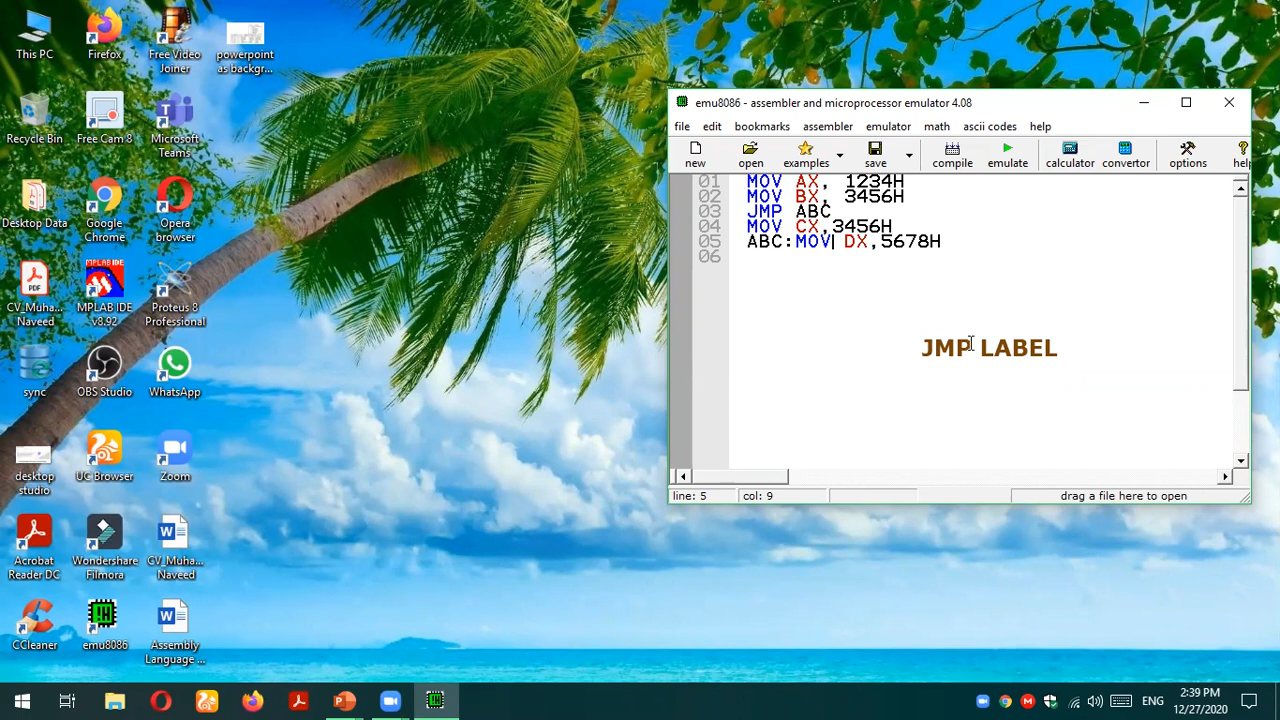 This PC
Firefox
Free Video
Joiner
powerpoint
as backgr...
Recycle Bin
Free Cam 8
Microsoft
Teams
Desktop Data
Google
Chrome
Opera
browser
CV_Muha...
Naveed
MPLAB IDE
v8.92
Proteus 8
Professional
sync
OBS Studio
WhatsApp
desktop
studio
UC Browser
Zoom
Acrobat
Reader DC
Wondershare
Filmora
CV_Muha...
Naveed
CCleaner
emu8086
Assembly
Language ...
emu8086 - assembler and microprocessor emulator 4.08
file edit bookmarks assembler emulator math ascii codes help
new open examples save compile emulate calculator convertor options help
01 MOV AX, 1234H
02 MOV BX, 3456H
03 JMP ABC
04 MOV CX,3456H
05 ABC:MOV DX,5678H
06
JMP LABEL
line: 5 col: 9 drag a file here to open
ENG
2:39 PM
12/27/2020